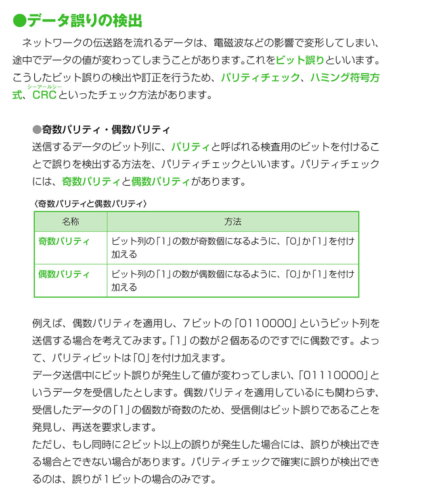 ●データ誤りの検出
ネットワークの伝送路を流れるデータは、電磁波などの影響で変形してしまい、
途中でデータの値が変わってしまうことがあります。これをビット誤りといいます。
こうしたビット誤りの検出や訂正を行うため、パリティチェック、ハミング符号方
シーアールシー
式、CRCといったチェック方法があります。
●奇数パリティ・偶数パリティ
送信するデータのビット列に、パリティと呼ばれる検査用のビットを付けるこ
とで誤りを検出する方法を、パリティチェックといいます。パリティチェック
には、奇数パリティと偶数パリティがあります。
〈奇数パリティと偶数パリティ〉
名称 方法
奇数パリティ ビット列の「1」の数が奇数個になるように、「0」か「1」を付け
加える
偶数パリティ ビット列の「1」の数が偶数個になるように、「0」か「1」を付け
加える
例えば、偶数パリティを適用し、7ビットの「0110000」というビット列を
送信する場合を考えてみます。「1」の数が2個あるのですでに偶数です。よっ
て、パリティビットは「0」を付け加えます。
データ送信中にビット誤りが発生して値が変わってしまい、「01110000」と
いうデータを受信したとします。偶数パリティを適用しているにも関わらず、
受信したデータの「1」の個数が奇数のため、受信側はビット誤りであることを
発見し、再送を要求します。
ただし、もし同時に2ビット以上の誤りが発生した場合には、誤りが検出でき
る場合とできない場合があります。パリティチェックで確実に誤りが検出でき
るのは、誤りが1ビットの場合のみです。